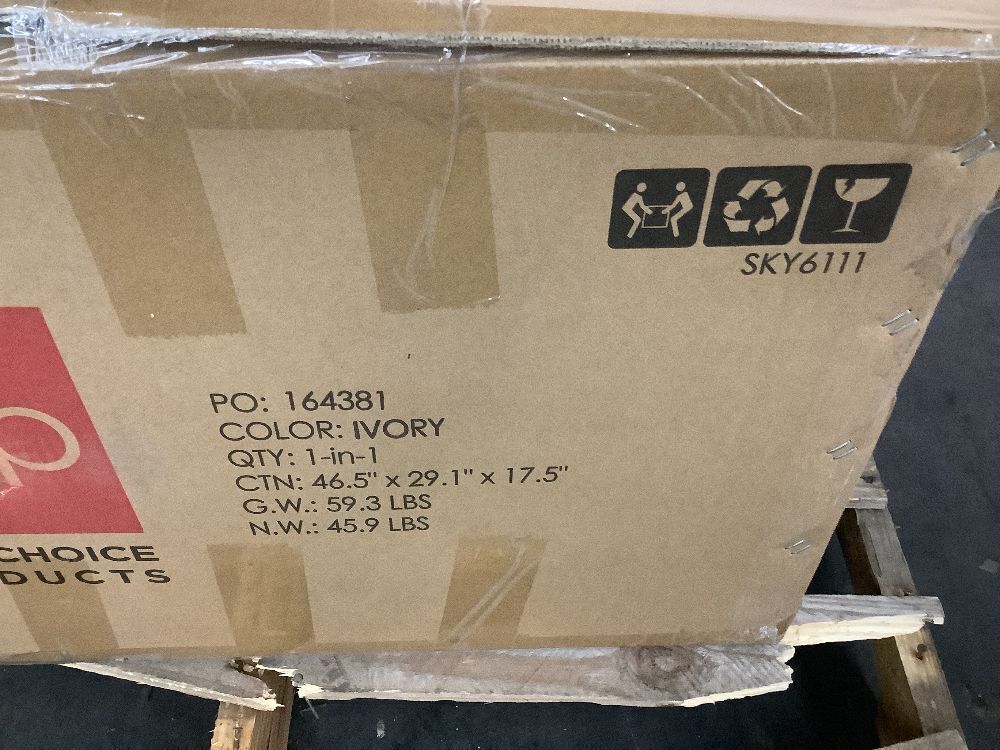 SKY6111
PO: 164381
COLOR: IVORY
QTY: 1-in-1
CTN: 46.5" x 29.1" x 17.5"
G.W.: 59.3 LBS
N.W.: 45.9 LBS
CHOICE
DUCTS